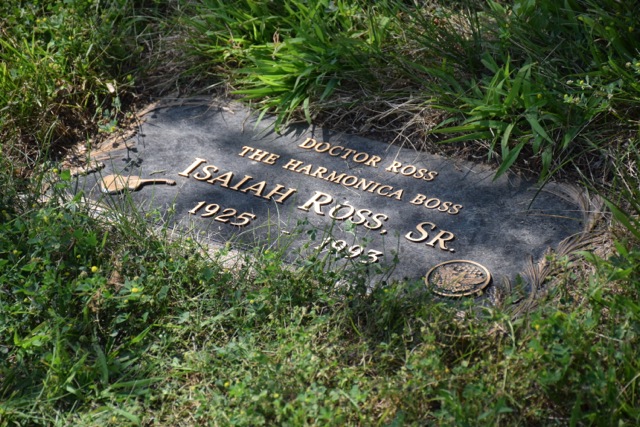 DOCTOR ROSS
THE HARMONICA BOSS
ISAIAH ROSS, SR.
1925 - 1993